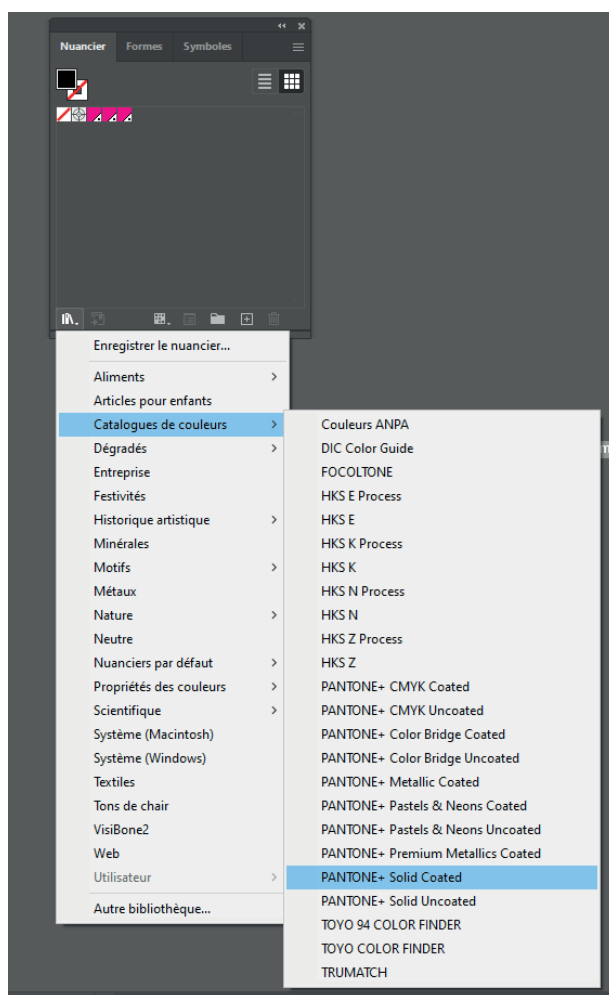 Nuancier Formes Symboles
Enregistrer le nuancier...
Aliments
Articles pour enfants
Catalogues de couleurs
Dégradés
Entreprise
Festivités
Historique artistique
Minérales
Motifs
Métaux
Nature
Neutre
Nuanciers par défaut
Propriétés des couleurs
Scientifique
Système (Macintosh)
Système (Windows)
Textiles
Tons de chair
VisiBone2
Web
Utilisateur
Autre bibliothèque...
Couleurs ANPA
DIC Color Guide
FOCOLTONE
HKS E Process
HKS E
HKS K Process
HKS K
HKS N Process
HKS N
HKS Z Process
HKS Z
PANTONE+ CMYK Coated
PANTONE+ CMYK Uncoated
PANTONE+ Color Bridge Coated
PANTONE+ Color Bridge Uncoated
PANTONE+ Metallic Coated
PANTONE+ Pastels & Neons Coated
PANTONE+ Pastels & Neons Uncoated
PANTONE+ Premium Metallics Coated
PANTONE+ Solid Coated
PANTONE+ Solid Uncoated
TOYO 94 COLOR FINDER
TOYO COLOR FINDER
TRUMATCH